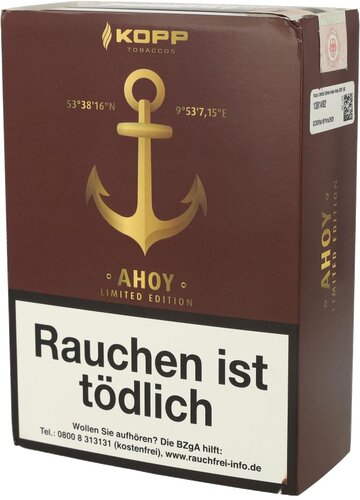 KOPP
TOBACCOS
53°38'16"N
9°53'7,15"E
AHOY
LIMITED EDITION
Rauchen ist
tödlich
Wollen Sie aufhören? Die BZgA hilft:
Tel.: 0800 8 313131 (kostenfrei), www.rauchfrei-info.de
AHOY
LIMITED EDITION